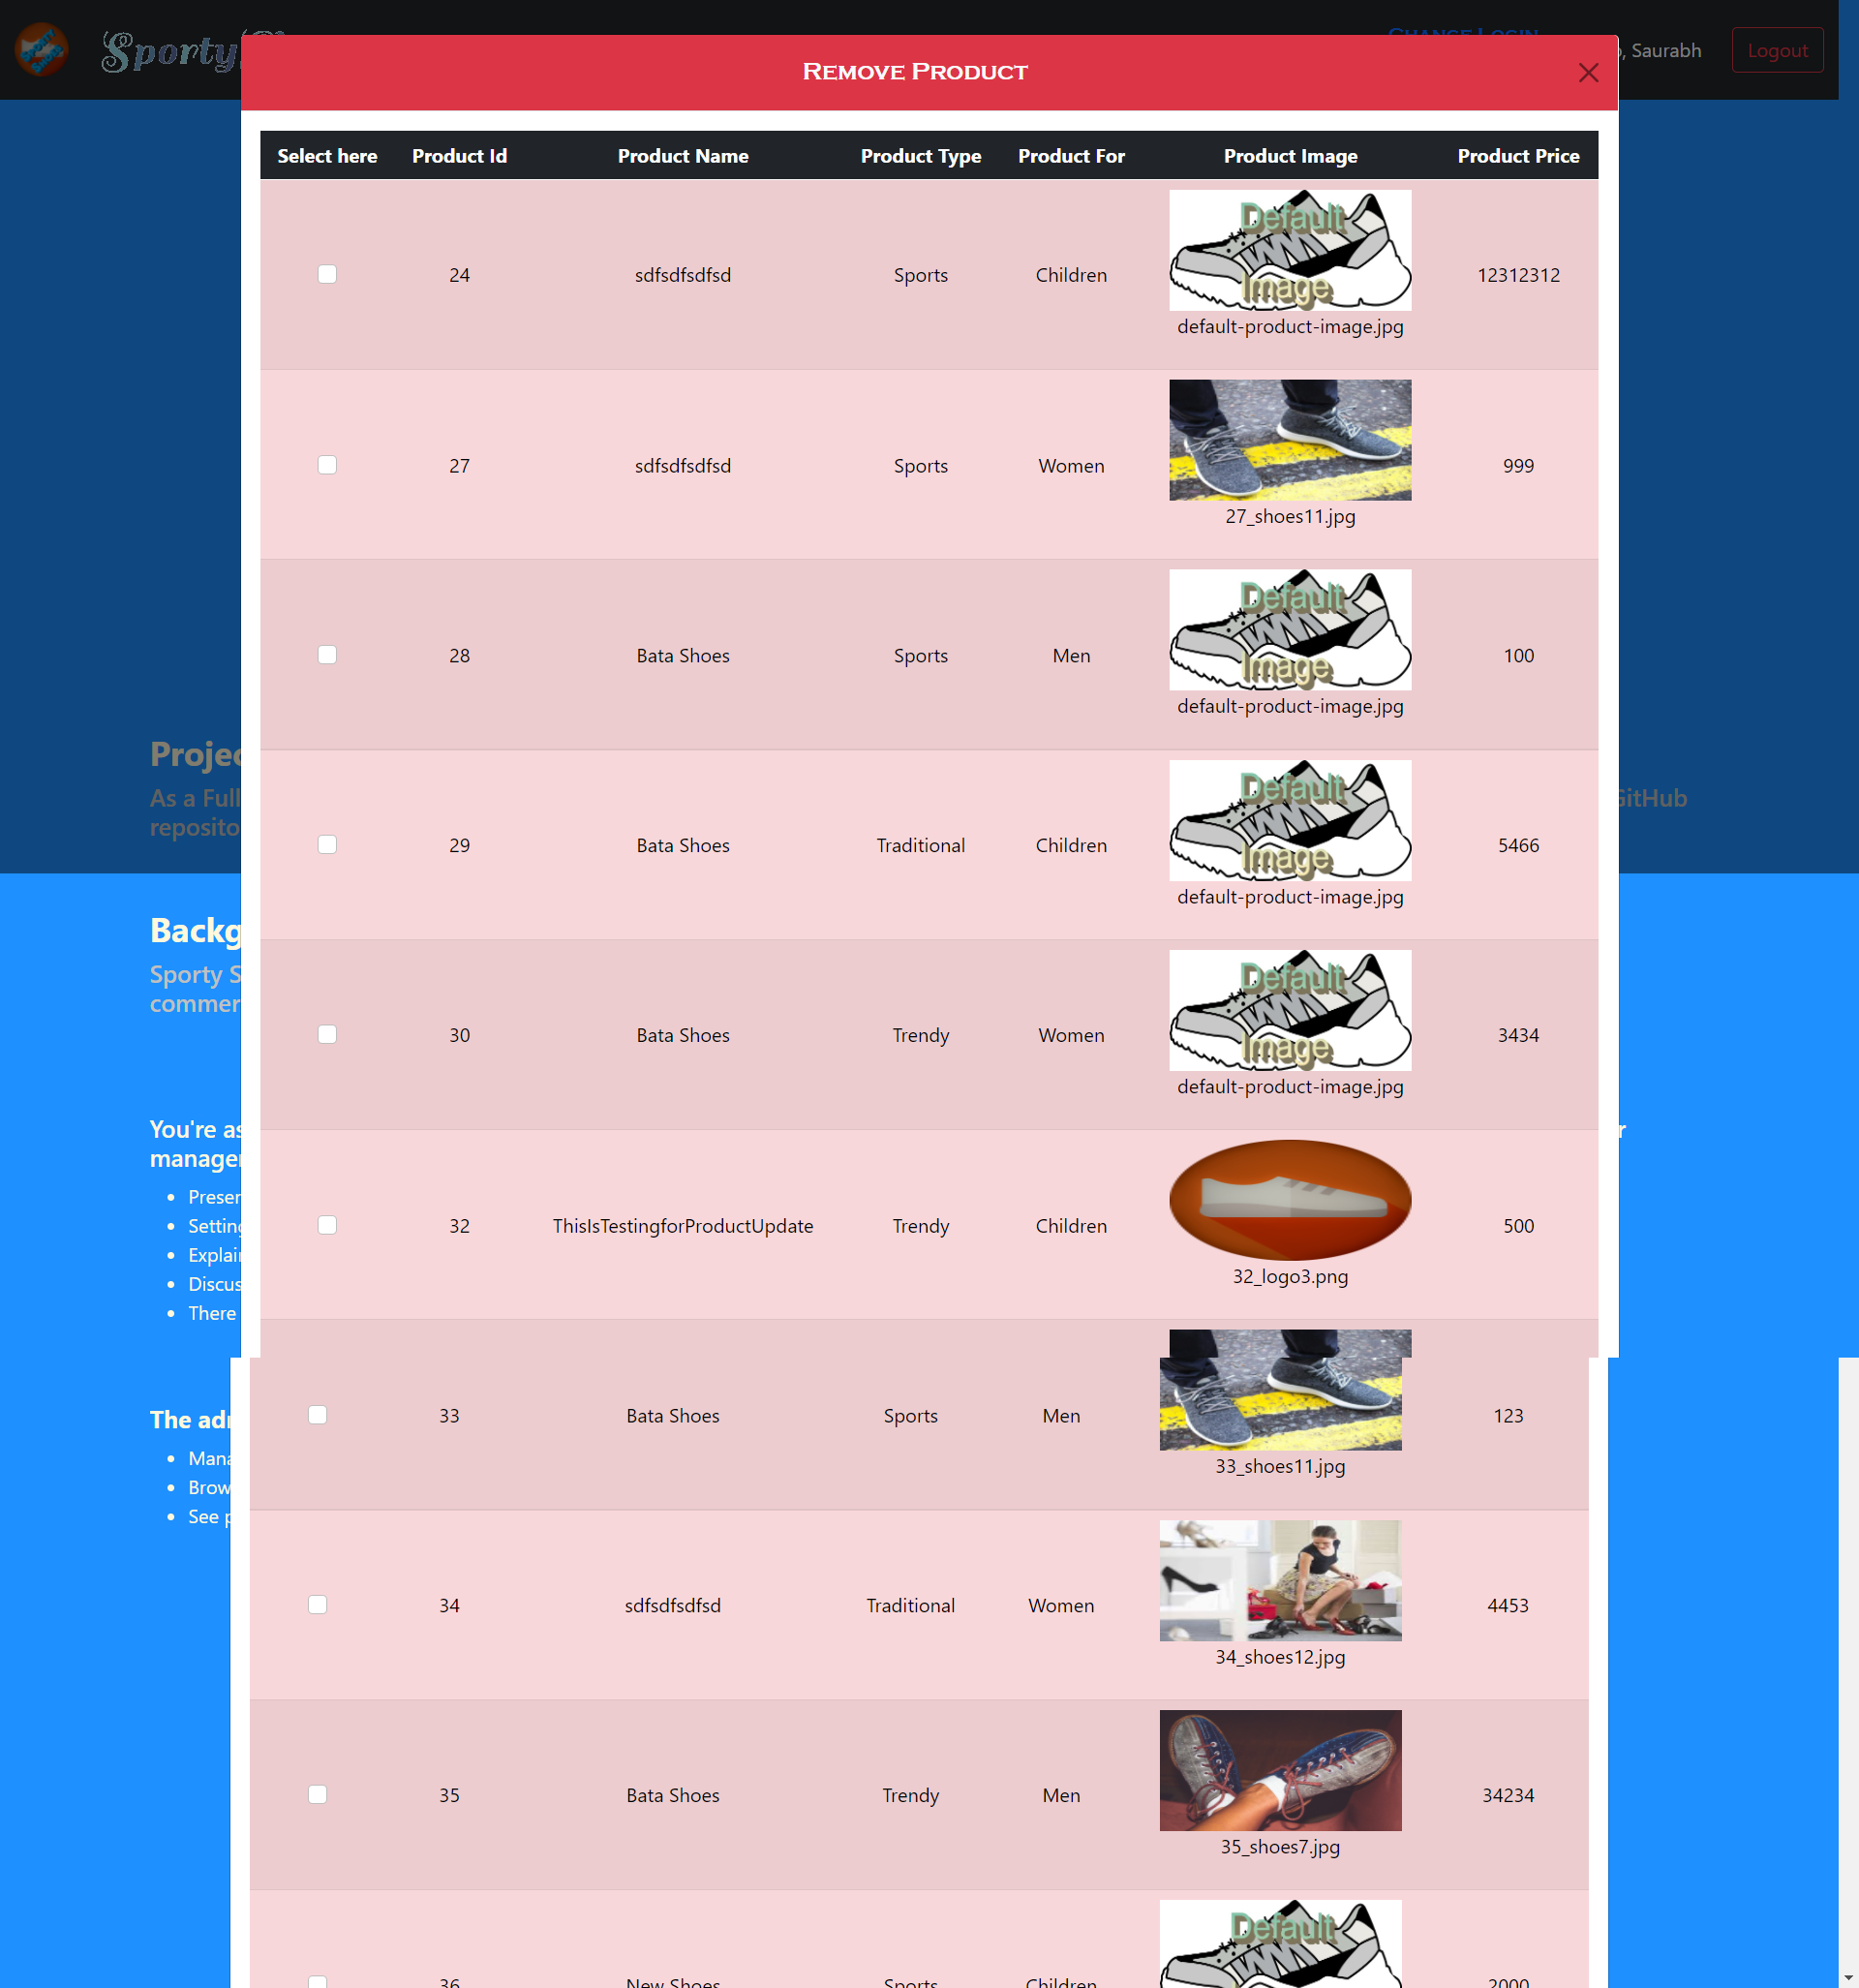 Sporty
CHANGE LOGIN
, Saurabh
Logout
REMOVE PRODUCT
Select here Product Id Product Name Product Type Product For Product Image Product Price
Default
Image
24 sdfsdfsdfsd Sports Children 12312312
default-product-image.jpg
27 sdfsdfsdfsd Sports Women 999
27_shoes11.jpg
Default
Image
28 Bata Shoes Sports Men 100
default-product-image.jpg
Default
Image
29 Bata Shoes Traditional Children 5466
default-product-image.jpg
Default
Image
30 Bata Shoes Trendy Women 3434
default-product-image.jpg
32 ThisIsTestingforProductUpdate Trendy Children 500
32_logo3.png
33 Bata Shoes Sports Men 123
33_shoes11.jpg
34 sdfsdfsdfsd Traditional Women 4453
34_shoes12.jpg
35 Bata Shoes Trendy Men 34234
35_shoes7.jpg
Default
36 New Shoes Sports Children 2000
Projec
As a Full
GitHub
reposito
Backg
Sporty S
commer
You're as
r
manager
Preser
Setting
Explain
Discus
There
The adr
Mana
Brow
See p